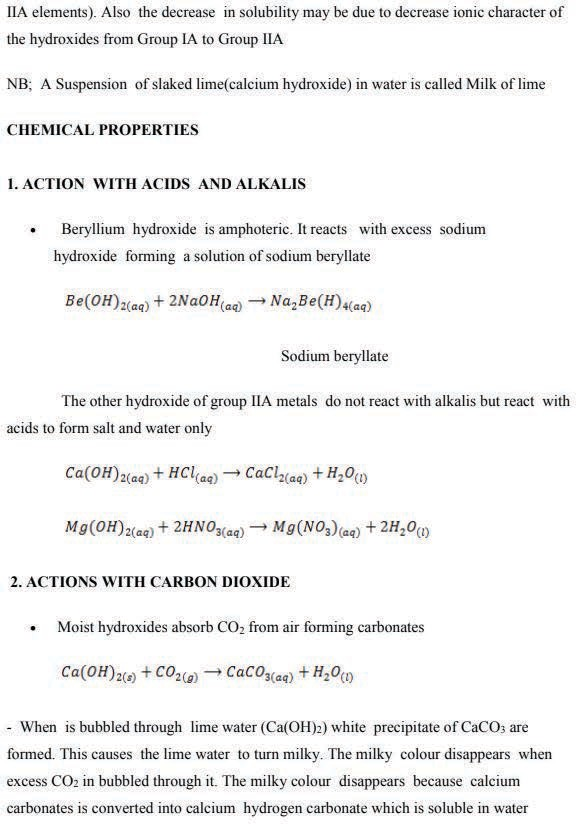 IIA elements). Also the decrease in solubility may be due to decrease ionic character of
the hydroxides from Group IA to Group IIA
NB; A Suspension of slaked lime(calcium hydroxide) in water is called Milk of lime
CHEMICAL PROPERTIES
1. ACTION WITH ACIDS AND ALKALIS
• Beryllium hydroxide is amphoteric. It reacts with excess sodium
hydroxide forming a solution of sodium beryllate
Be(OH)₂(aq) + 2NaOH(aq) → Na₂Be(H)₄(aq)
Sodium beryllate
The other hydroxide of group IIA metals do not react with alkalis but react with
acids to form salt and water only
Ca(OH)₂(aq) + HCl(aq) → CaCl₂(aq) + H₂O(l)
Mg(OH)₂(aq) + 2HNO₃(aq) → Mg(NO₃)(aq) + 2H₂O(l)
2. ACTIONS WITH CARBON DIOXIDE
• Moist hydroxides absorb CO₂ from air forming carbonates
Ca(OH)₂(s) + CO₂(g) → CaCO₃(aq) + H₂O(l)
- When is bubbled through lime water (Ca(OH)₂) white precipitate of CaCO₃ are
formed. This causes the lime water to turn milky. The milky colour disappears when
excess CO₂ in bubbled through it. The milky colour disappears because calcium
carbonates is converted into calcium hydrogen carbonate which is soluble in water